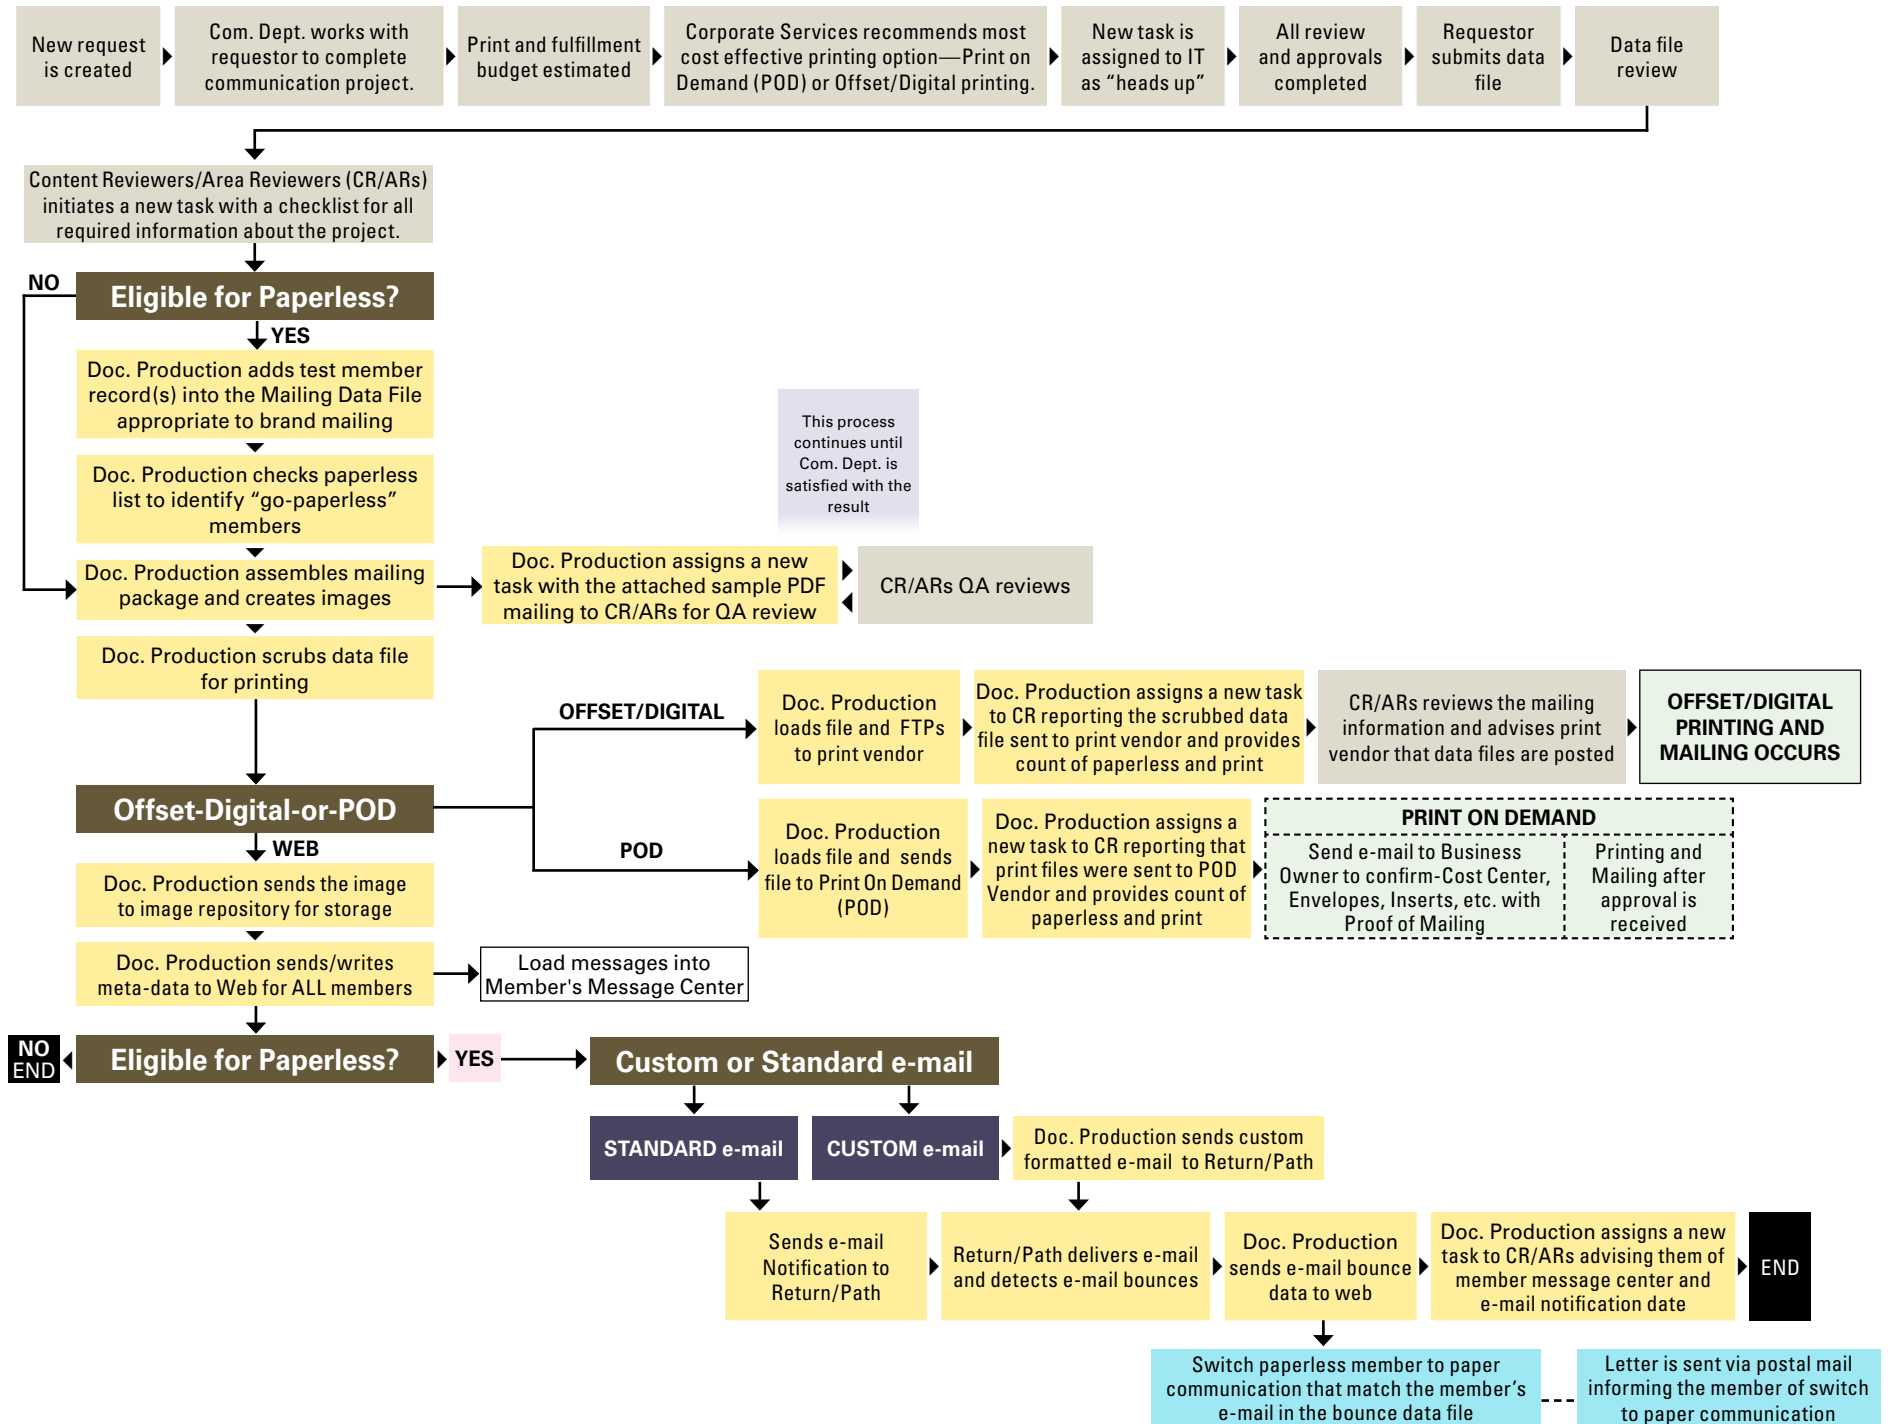 New request
is created
Com. Dept. works with
requestor to complete
communication project.
Print and fulfillment
budget estimated
Corporate Services recommends most
cost effective printing option—Print on
Demand (POD) or Offset/Digital printing.
New task is
assigned to IT
as “heads up”
All review
and approvals
completed
Requestor
submits data
file
Data file
review
Content Reviewers/Area Reviewers (CR/ARs)
initiates a new task with a checklist for all
required information about the project.
NO
Eligible for Paperless?
YES
Doc. Production adds test member
record(s) into the Mailing Data File
appropriate to brand mailing
Doc. Production checks paperless
list to identify “go-paperless”
members
This process
continues until
Com. Dept. is
satisfied with the
result
Doc. Production assembles mailing
package and creates images
Doc. Production assigns a new
task with the attached sample PDF
mailing to CR/ARs for QA review
CR/ARs QA reviews
Doc. Production scrubs data file
for printing
OFFSET/DIGITAL
Doc. Production
loads file and FTPs
to print vendor
Doc. Production assigns a new task
to CR reporting the scrubbed data
file sent to print vendor and provides
count of paperless and print
CR/ARs reviews the mailing
information and advises print
vendor that data files are posted
OFFSET/DIGITAL
PRINTING AND
MAILING OCCURS
Offset-Digital-or-POD
POD
Doc. Production
loads file and sends
file to Print On Demand
(POD)
Doc. Production assigns a
new task to CR reporting that
print files were sent to POD
Vendor and provides count of
paperless and print
PRINT ON DEMAND
Send e-mail to Business
Owner to confirm-Cost Center,
Envelopes, Inserts, etc. with
Proof of Mailing
Printing and
Mailing after
approval is
received
WEB
Doc. Production sends the image
to image repository for storage
Doc. Production sends/writes
meta-data to Web for ALL members
Load messages into
Member's Message Center
NO
END
Eligible for Paperless?
YES
Custom or Standard e-mail
STANDARD e-mail
CUSTOM e-mail
Doc. Production sends custom
formatted e-mail to Return/Path
Sends e-mail
Notification to
Return/Path
Return/Path delivers e-mail
and detects e-mail bounces
Doc. Production
sends e-mail bounce
data to web
Doc. Production assigns a new
task to CR/ARs advising them of
member message center and
e-mail notification date
END
Switch paperless member to paper
communication that match the member’s
e-mail in the bounce data file
Letter is sent via postal mail
informing the member of switch
to paper communication